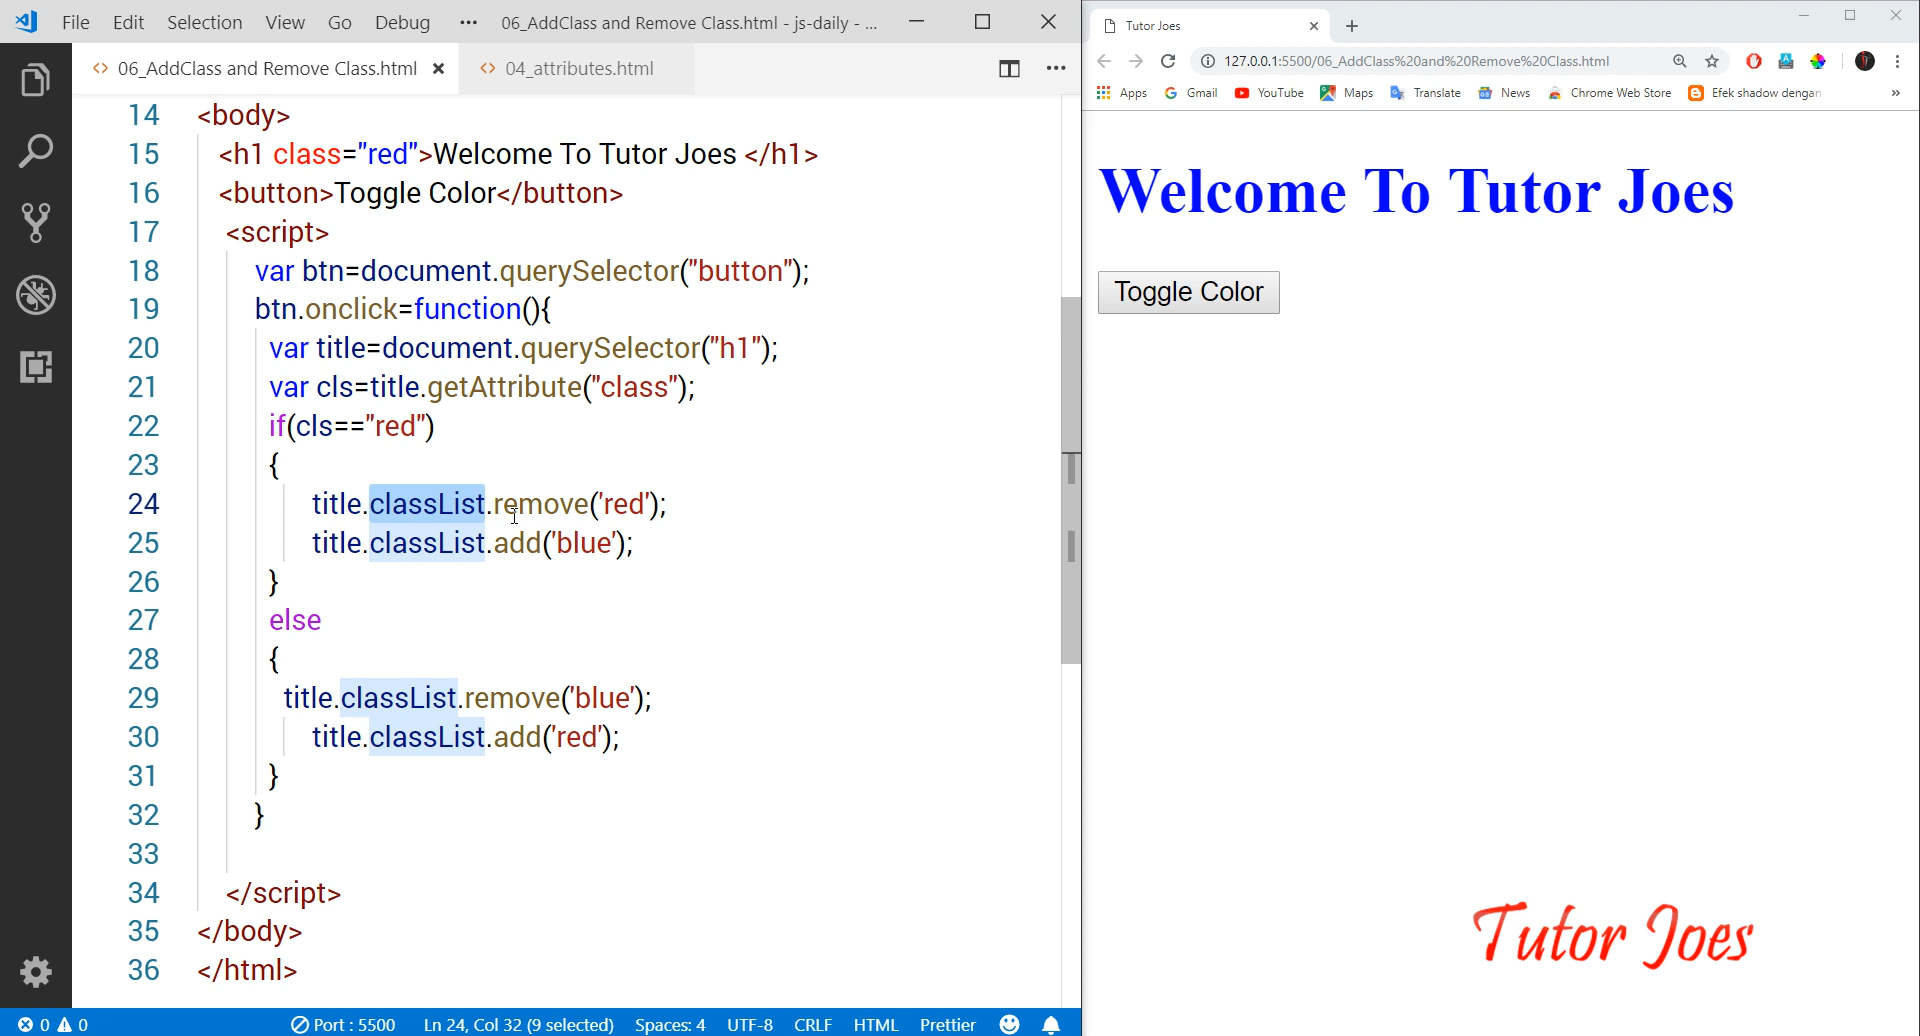 File Edit Selection View Go Debug ••• 06_AddClass and Remove Class.html - js-daily - ...
06_AddClass and Remove Class.html
04_attributes.html
14 <body>
15 <h1 class="red">Welcome To Tutor Joes </h1>
16 <button>Toggle Color</button>
17 <script>
18 var btn=document.querySelector("button");
19 btn.onclick=function(){
20 var title=document.querySelector("h1");
21 var cls=title.getAttribute("class");
22 if(cls=="red")
23 {
24 title.classList.remove('red');
25 title.classList.add('blue');
26 }
27 else
28 {
29 title.classList.remove('blue');
30 title.classList.add('red');
31 }
32 }
33
34 </script>
35 </body>
36 </html>
0 0 Port : 5500 Ln 24, Col 32 (9 selected) Spaces: 4 UTF-8 CRLF HTML Prettier
Tutor Joes
127.0.0.1:5500/06_AddClass%20and%20Remove%20Class.html
Apps Gmail YouTube Maps Translate News Chrome Web Store Efek shadow dengan »
Welcome To Tutor Joes
Toggle Color
Tutor Joes